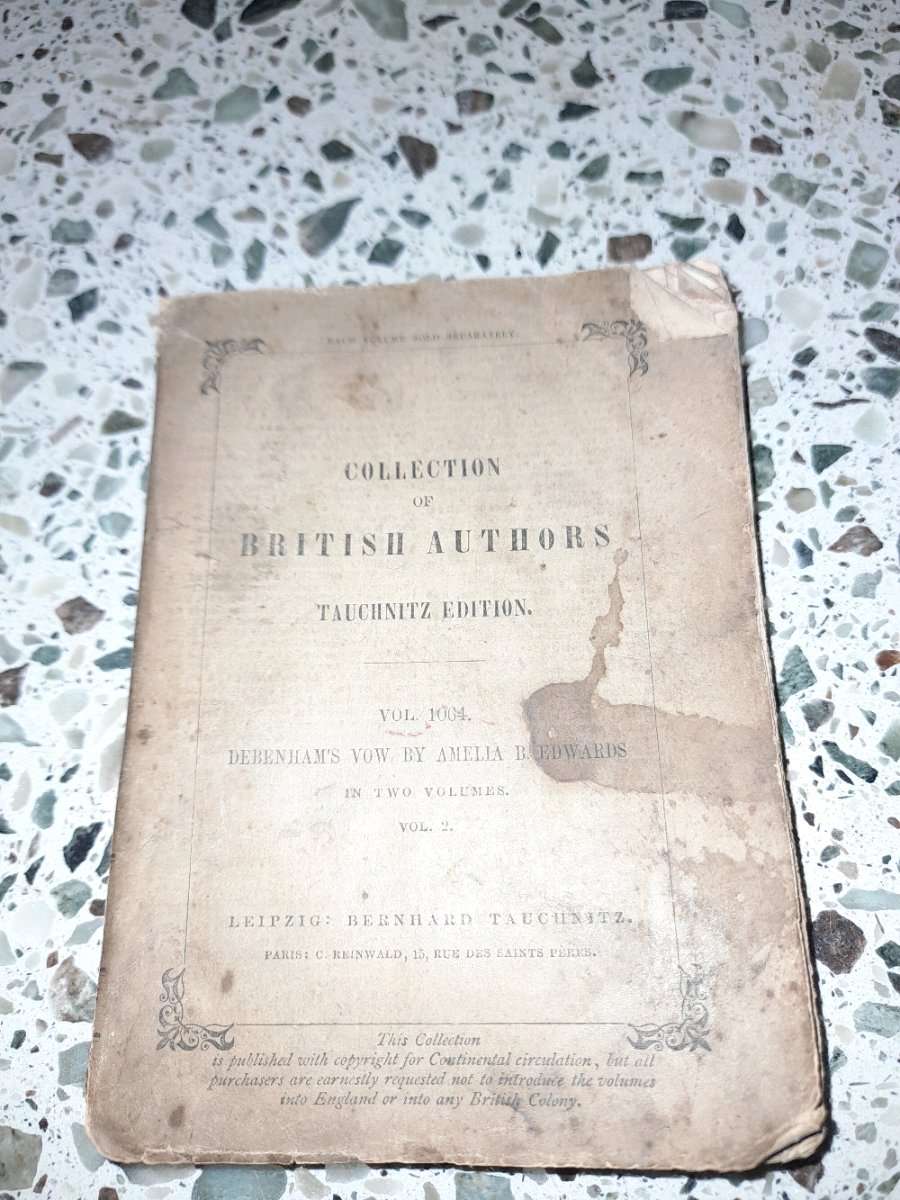 EACH VOLUME SOLD SEPARATELY.
COLLECTION
OF
BRITISH AUTHORS
TAUCHNITZ EDITION.
VOL. 1064.
DEBENHAM'S VOW BY AMELIA B. EDWARDS
IN TWO VOLUMES.
VOL. 2.
LEIPZIG: BERNHARD TAUCHNITZ.
PARIS: C. REINWALD, 15, RUE DES SAINTS PÈRES.
This Collection
is published with copyright for Continental circulation, but all
purchasers are earnestly requested not to introduce the volumes
into England or into any British Colony.